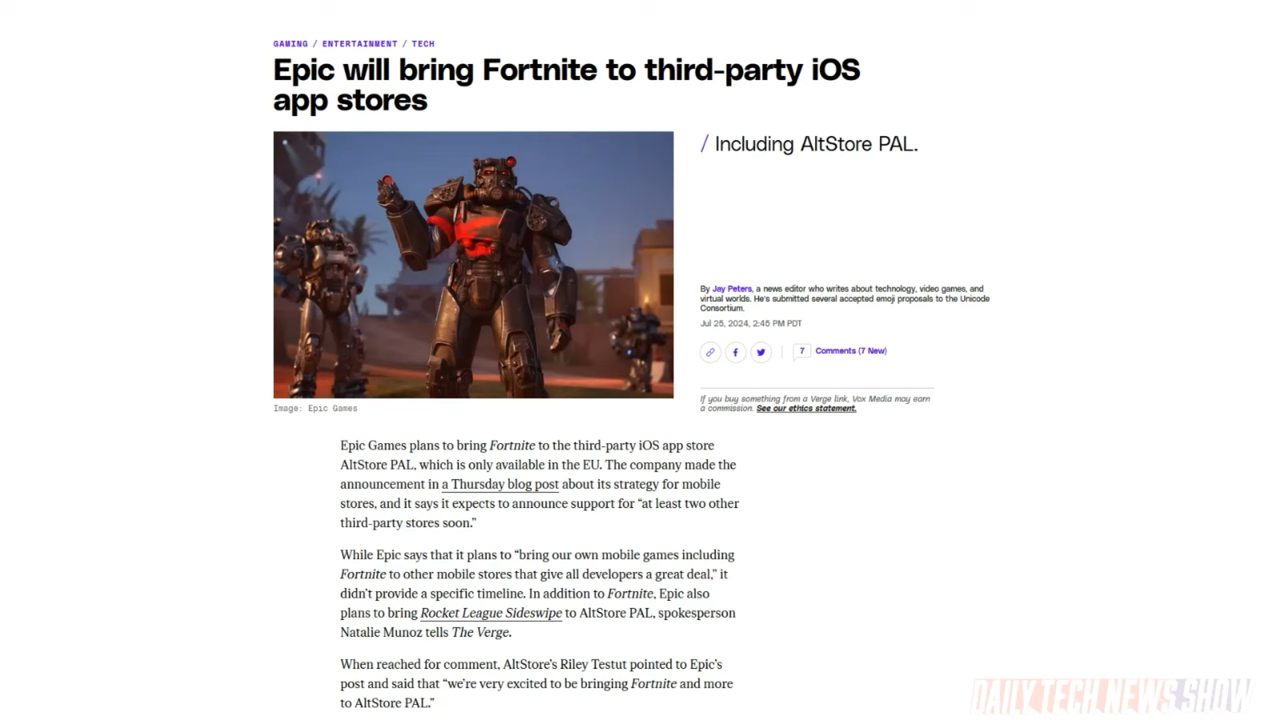 GAMING / ENTERTAINMENT / TECH
Epic will bring Fortnite to third-party iOS
app stores
/ Including AltStore PAL.
By Jay Peters, a news editor who writes about technology, video games, and
virtual worlds. He's submitted several accepted emoji proposals to the Unicode
Consortium.
Jul 25, 2024, 2:45 PM PDT
7 Comments (7 New)
If you buy something from a Verge link, Vox Media may earn
a commission. See our ethics statement.
Image: Epic Games
Epic Games plans to bring Fortnite to the third-party iOS app store
AltStore PAL, which is only available in the EU. The company made the
announcement in a Thursday blog post about its strategy for mobile
stores, and it says it expects to announce support for “at least two other
third-party stores soon.”
While Epic says that it plans to “bring our own mobile games including
Fortnite to other mobile stores that give all developers a great deal,” it
didn’t provide a specific timeline. In addition to Fortnite, Epic also
plans to bring Rocket League Sideswipe to AltStore PAL, spokesperson
Natalie Munoz tells The Verge.
When reached for comment, AltStore’s Riley Testut pointed to Epic’s
post and said that “we’re very excited to be bringing Fortnite and more
to AltStore PAL.”
DAILY TECH NEWS SHOW